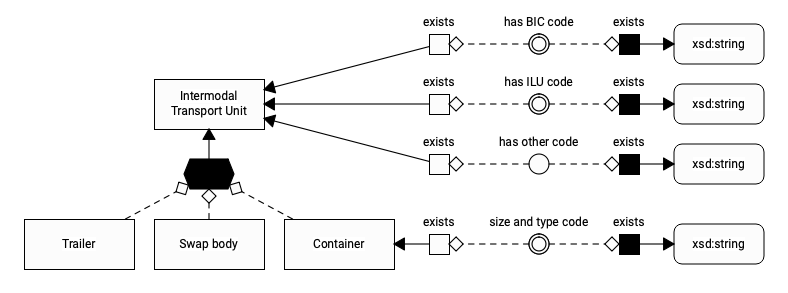 exists
has BIC code
exists
xsd:string
exists
has ILU code
exists
xsd:string
Intermodal
Transport Unit
exists
has other code
exists
xsd:string
exists
size and type code
exists
Trailer
Swap body
Container
xsd:string